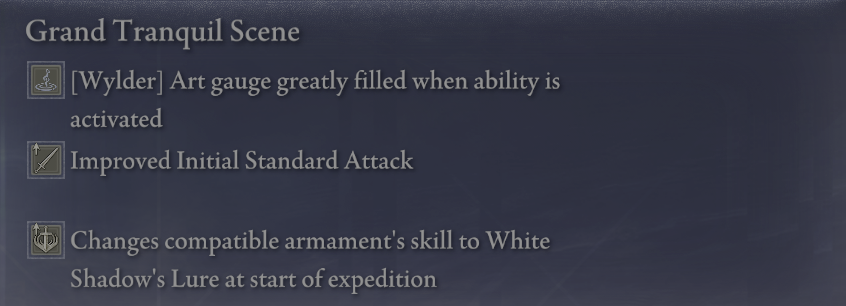 Grand Tranquil Scene
[Wylder] Art gauge greatly filled when ability is
activated
Improved Initial Standard Attack
Changes compatible armament's skill to White
Shadow's Lure at start of expedition